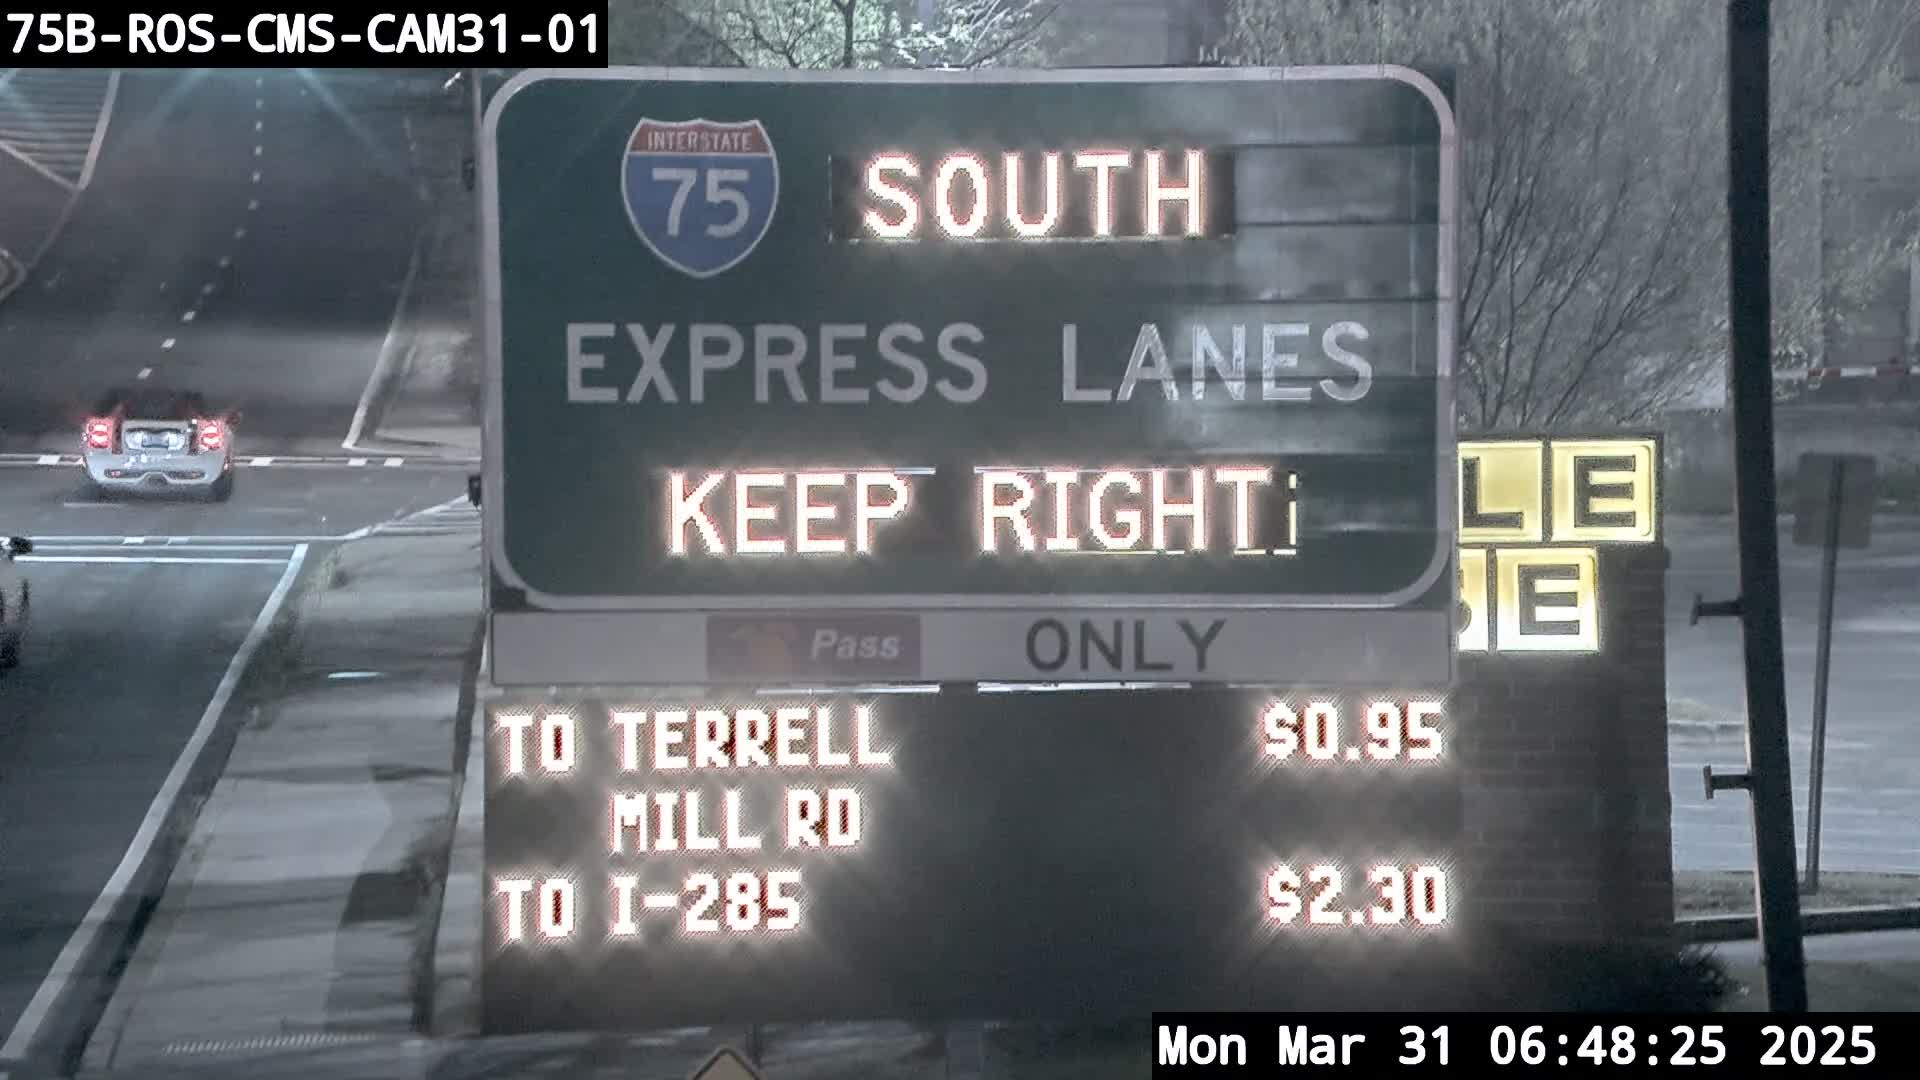 75B-ROS-CMS-CAM31-01
INTERSTATE
75
SOUTH
EXPRESS LANES
KEEP RIGHT
Pass ONLY
TO TERRELL $0.95
MILL RD
TO I-285 $2.30
LE
E
Mon Mar 31 06:48:25 2025